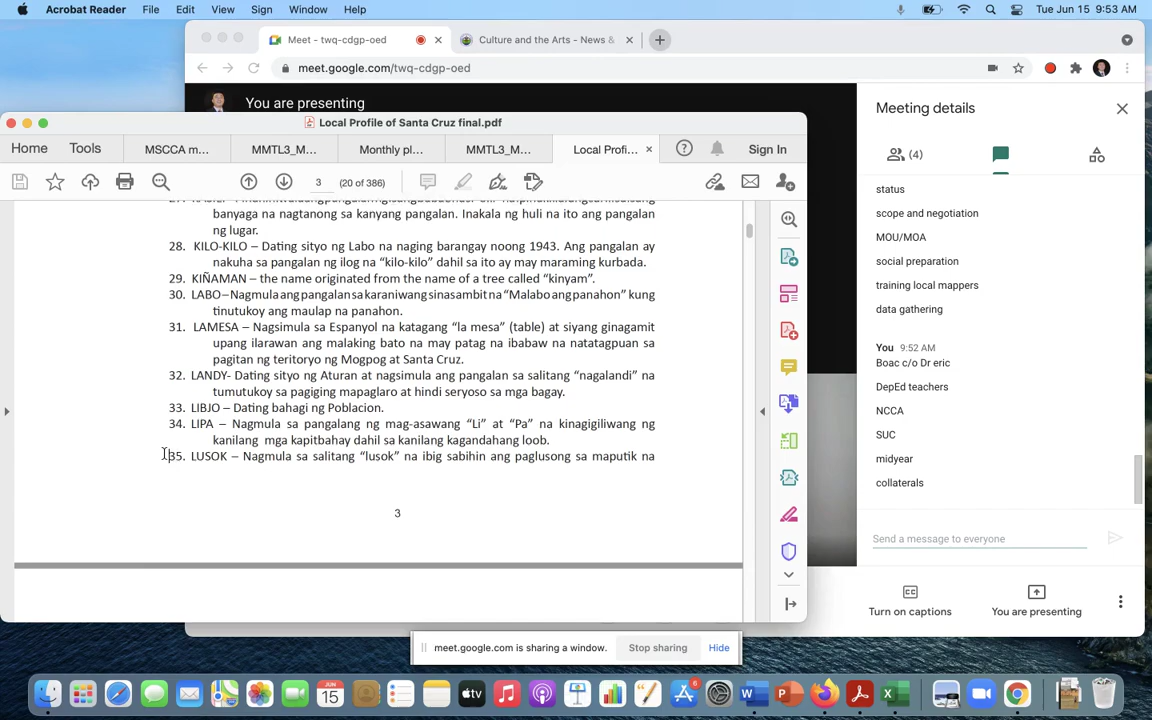 Acrobat Reader File Edit View Sign Window Help Tue Jun 15 9:53 AM
Meet - twq-cdgp-oed Culture and the Arts - News &
meet.google.com/twq-cdgp-oed
You are presenting
Meeting details
Local Profile of Santa Cruz final.pdf
Home Tools MSCCA m... MMTL3_M... Monthly pl... MMTL3_M... Local Profi... Sign In
3 (20 of 386)
(4)
banyaga na nagtanong sa kanyang pangalan. Inakala ng huli na ito ang pangalan
ng lugar.
28. KILO-KILO – Dating sityo ng Labo na naging barangay noong 1943. Ang pangalan ay
nakuha sa pangalan ng ilog na “kilo-kilo” dahil sa ito ay may maraming kurbada.
29. KIÑAMAN – the name originated from the name of a tree called “kinyam”.
30. LABO – Nagmula ang pangalan sa karaniwang sinasambit na “Malabo ang panahon” kung
tinutukoy ang maulap na panahon.
31. LAMESA – Nagsimula sa Espanyol na katagang “la mesa” (table) at siyang ginagamit
upang ilarawan ang malaking bato na may patag na ibabaw na natatagpuan sa
pagitan ng teritoryo ng Mogpog at Santa Cruz.
32. LANDY- Dating sityo ng Aturan at nagsimula ang pangalan sa salitang “nagalandi” na
tumutukoy sa pagiging mapaglaro at hindi seryoso sa mga bagay.
33. LIBJO – Dating bahagi ng Poblacion.
34. LIPA – Nagmula sa pangalang ng mag-asawang “Li” at “Pa” na kinagigiliwang ng
kanilang mga kapitbahay dahil sa kanilang kagandahang loob.
35. LUSOK – Nagmula sa salitang “lusok” na ibig sabihin ang paglusong sa maputik na
3
status
scope and negotiation
MOU/MOA
social preparation
training local mappers
data gathering
You 9:52 AM
Boac c/o Dr eric
DepEd teachers
NCCA
SUC
midyear
collaterals
Send a message to everyone
Turn on captions You are presenting
meet.google.com is sharing a window. Stop sharing Hide
JUN
15
tv
6
W
P
X
zoom